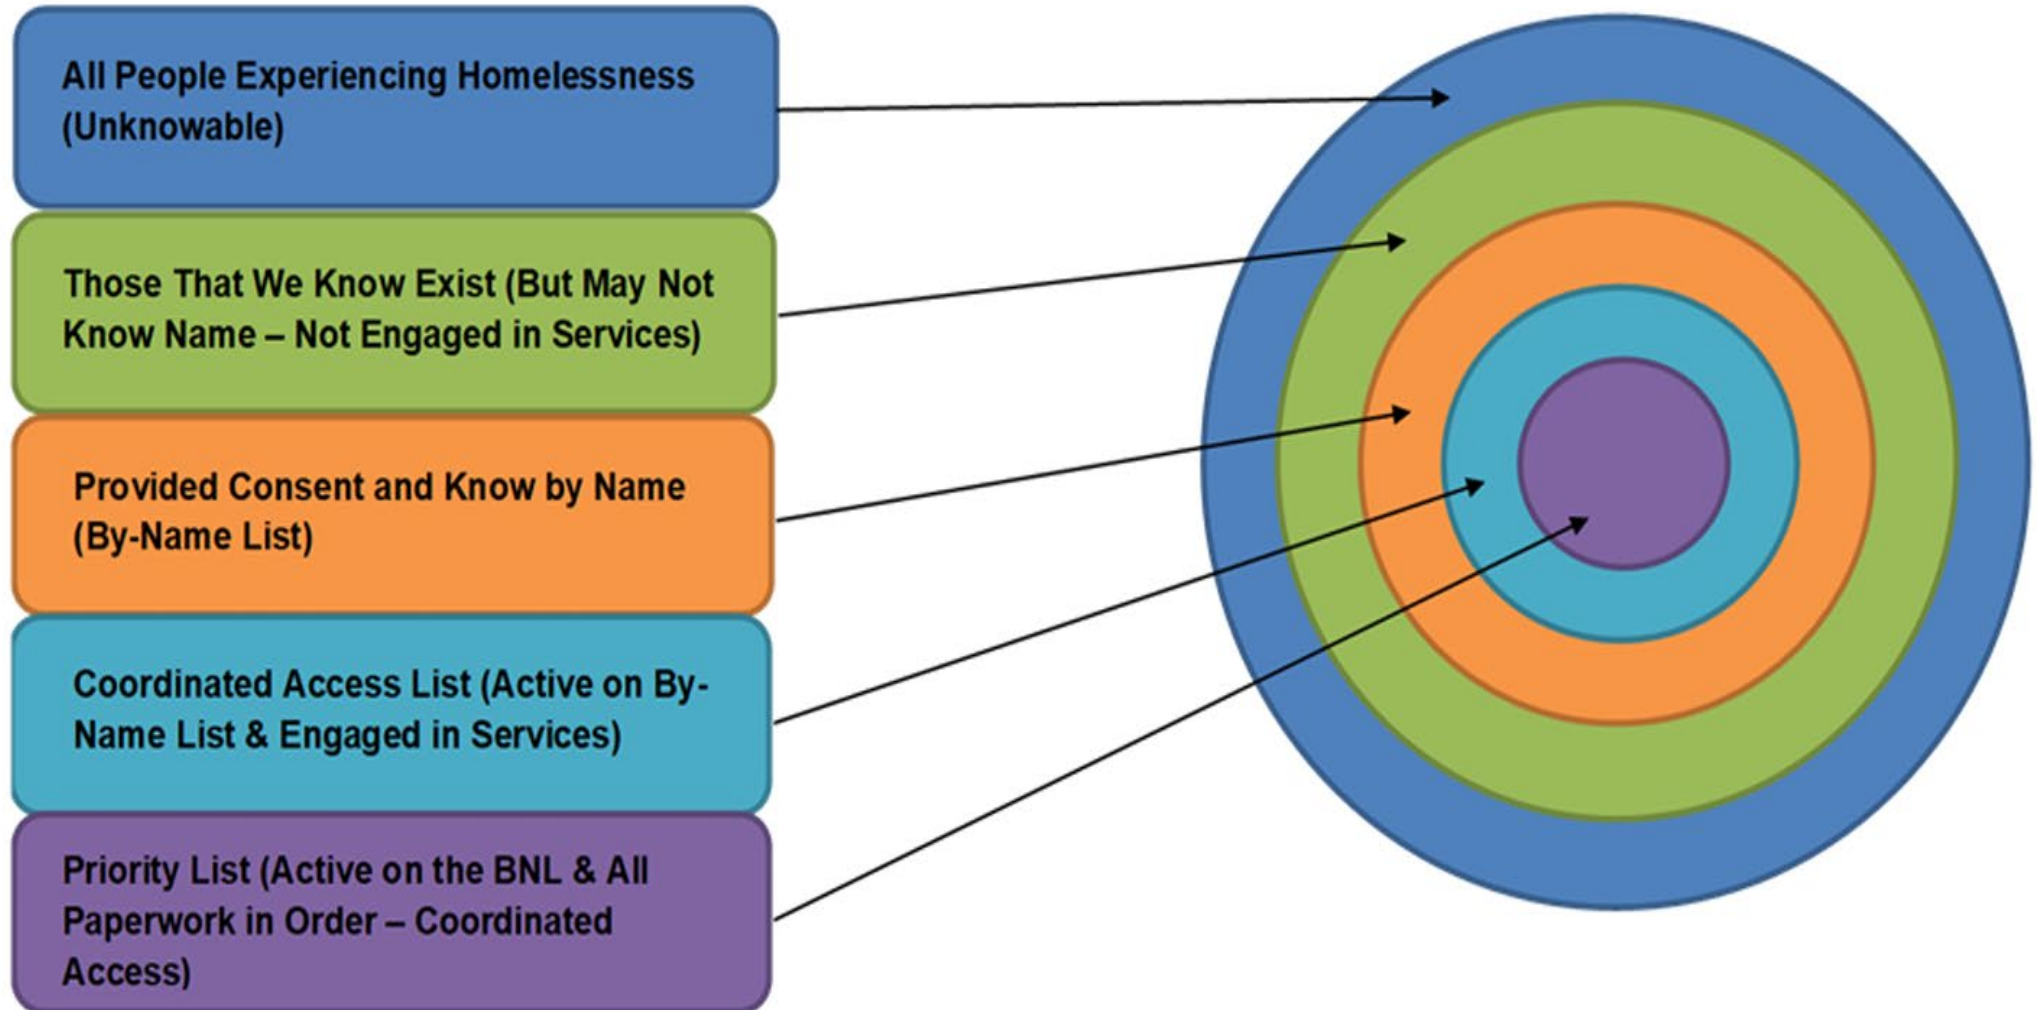 All People Experiencing Homelessness
(Unknowable)
Those That We Know Exist (But May Not
Know Name – Not Engaged in Services)
Provided Consent and Know by Name
(By-Name List)
Coordinated Access List (Active on By-
Name List & Engaged in Services)
Priority List (Active on the BNL & All
Paperwork in Order – Coordinated
Access)